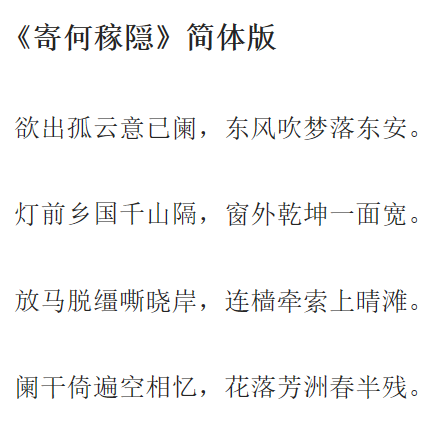 《寄何稼隠》简体版
欲出孤云意已阑，东风吹梦落东安。
灯前乡国千山隔，窗外乾坤一面宽。
放马脱缰嘶晓岸，连樯牵索上晴滩。
阑干倚遍空相忆，花落芳洲春半残。